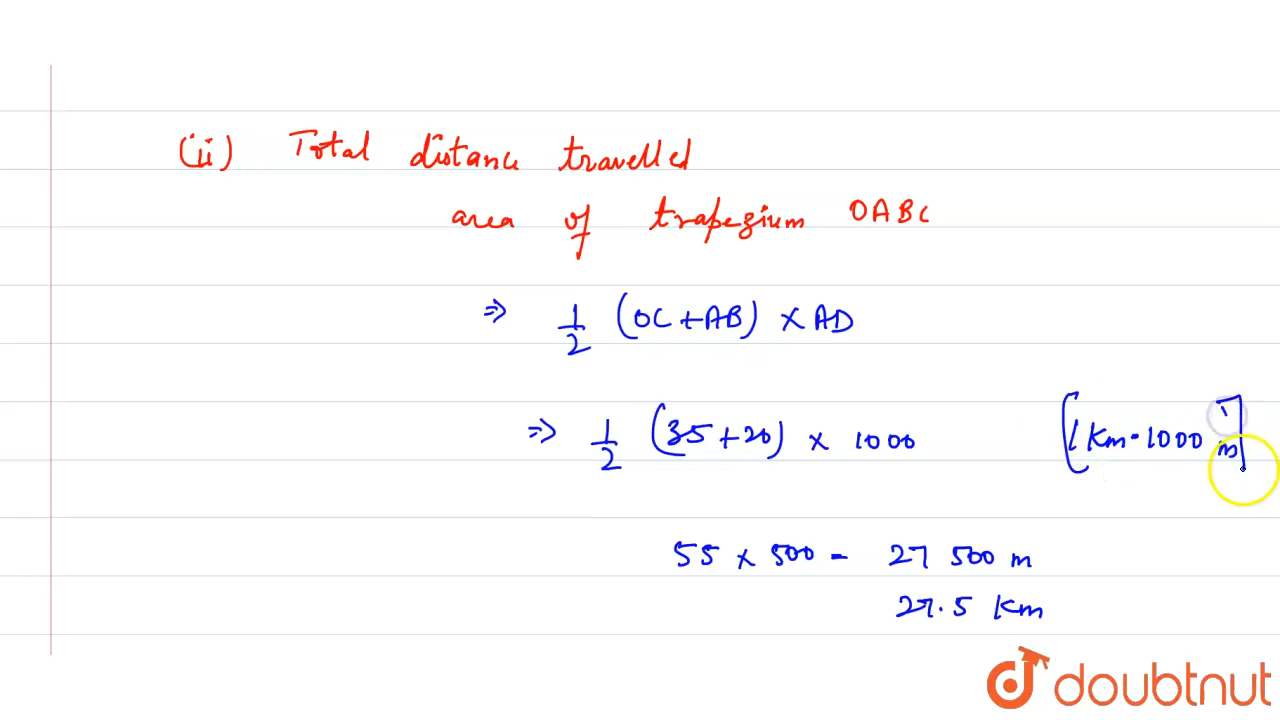 (ii) Total distance travelled
area of trapezium OABC
⇒ 1/2 (OC+AB) × AD
⇒ 1/2 (35+20) × 1000 [1 Km = 1000 m]
55 × 500 = 27 500 m
27.5 Km
doubtnut